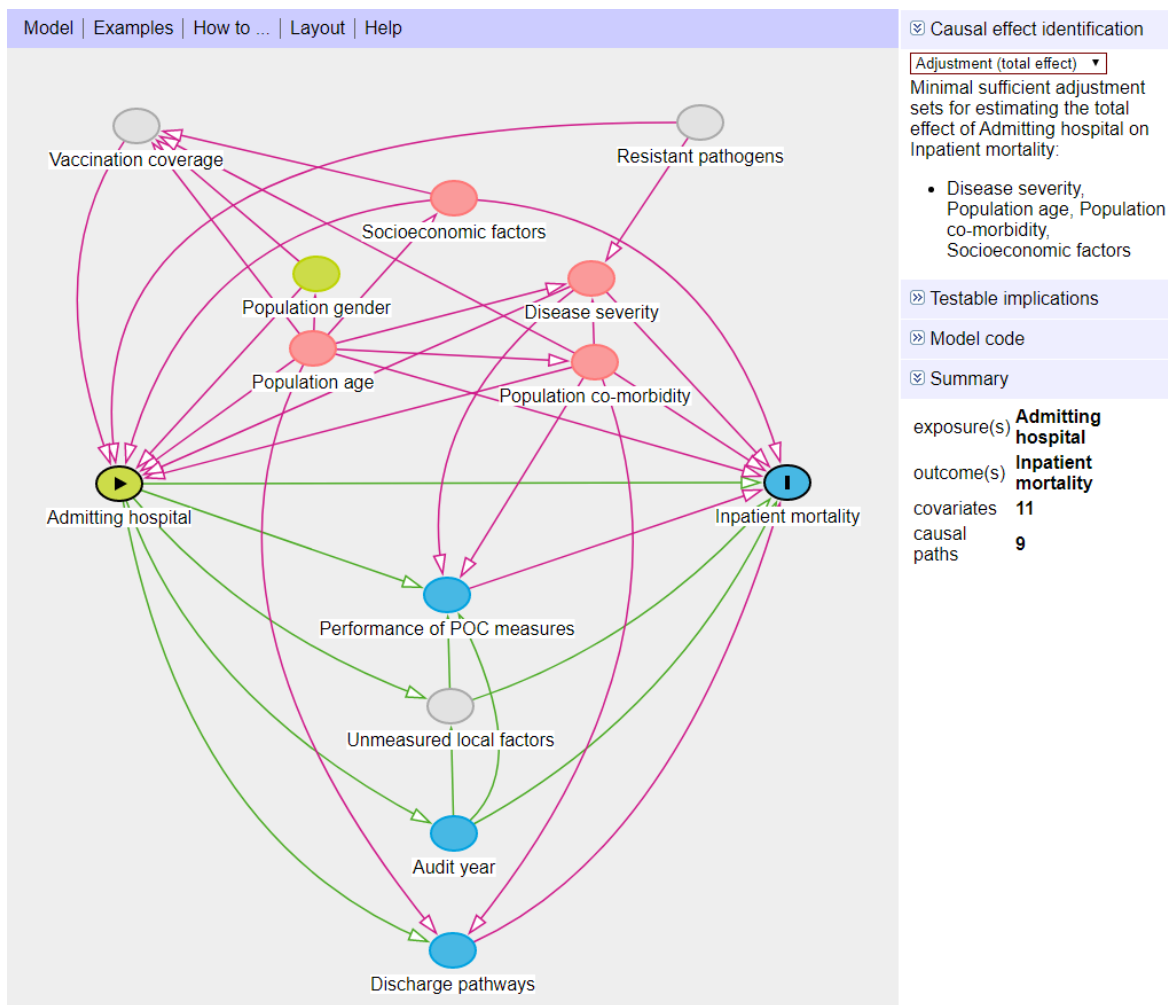 Model | Examples | How to ... | Layout | Help
Vaccination coverage
Resistant pathogens
Socioeconomic factors
Population gender
Disease severity
Population age
Population co-morbidity
Admitting hospital
Inpatient mortality
Performance of POC measures
Unmeasured local factors
Audit year
Discharge pathways
Causal effect identification
Adjustment (total effect)
Minimal sufficient adjustment
sets for estimating the total
effect of Admitting hospital on
Inpatient mortality:
• Disease severity,
Population age, Population
co-morbidity,
Socioeconomic factors
Testable implications
Model code
Summary
exposure(s) Admitting
hospital
outcome(s) Inpatient
mortality
covariates 11
causal
paths 9